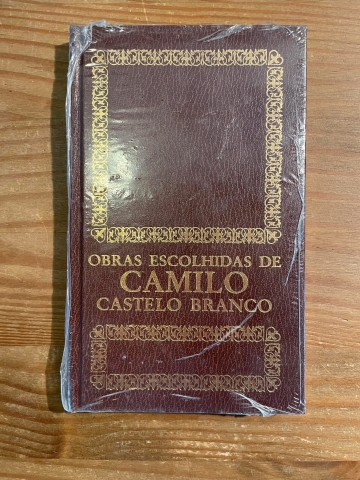 OBRAS ESCOLHIDAS DE
CAMILO
CASTELO BRANCO